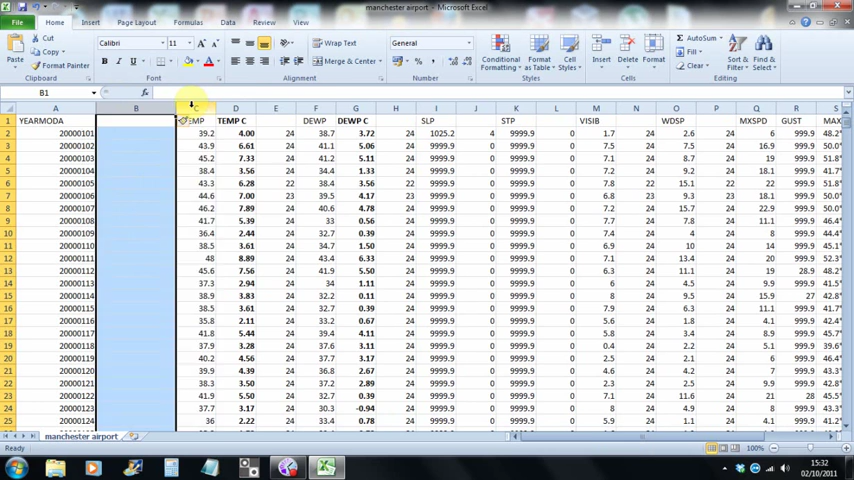 manchester airport - Microsoft Excel
File Home Insert Page Layout Formulas Data Review View
Cut Calibri 11 Wrap Text General AutoSum
Copy Fill Sort & Find &
Paste Format Painter B I U Merge & Center Conditional Format Cell Insert Delete Format Clear Filter Select
Formatting as Table Styles
Clipboard Font Alignment Number Styles Cells Editing
B1 fx
A B C D E F G H I J K L M N O P Q R S
1 YEARMODA TEMP TEMP C DEWP DEWP C SLP STP VISIB WDSP MXSPD GUST MAX
2 20000101 39.2 4.00 24 38.7 3.72 24 1025.2 4 9999.9 0 1.7 24 2.6 24 6 999.9 48.2*
3 20000102 43.9 6.61 24 41.1 5.06 24 9999.9 0 9999.9 0 7.5 24 9.2 24 14 999.9 50.0*
4 20000103 45.2 7.33 24 41.2 5.11 24 9999.9 0 9999.9 0 7.1 24 8.7 24 19 999.9 51.8*
5 20000104 38.4 3.56 24 34.4 1.33 24 9999.9 0 9999.9 0 7.2 24 9 24 18.1 999.9
6 20000105 43.3 6.28 22 38.4 3.56 22 9999.9 0 9999.9 0 7.8 22 15.1 22 22 999.9
7 20000106 44.6 7.00 23 39.5 4.17 23 9999.9 0 9999.9 0 6.8 23 9.3 23 18.1 999.9 50.0*
8 20000107 46.2 7.89 24 40.6 4.78 24 9999.9 0 9999.9 0 7.2 24 15.7 24 22.9 999.9
9 20000108 41.7 5.39 24 33 0.56 24 9999.9 0 9999.9 0 7.4 24 7.8 24 11.1 999.9
10 20000109 36.4 2.44 24 32.7 0.39 24 9999.9 0 9999.9 0 7.4 24 4 24 9 999.9
11 20000110 38.5 3.61 24 34.7 1.50 24 9999.9 0 9999.9 0 6.9 24 10 24 14 999.9
12 20000111 48 8.89 24 43.4 6.33 24 9999.9 0 9999.9 0 7.1 24 13.4 24 20 999.9
13 20000112 45.6 7.56 24 41.9 5.50 24 9999.9 0 9999.9 0 6.3 24 11.1 24 19 28.9
14 20000113 37.3 2.94 24 34 1.11 24 9999.9 0 9999.9 0 6 24 4.5 24 9.9 999.9
15 20000114 38.9 3.83 24 32.2 0.11 24 9999.9 0 9999.9 0 8 24 9.5 24 15.9 27
16 20000115 38.5 3.61 24 32.7 0.39 24 9999.9 0 9999.9 0 7.9 24 6.3 24 11.1 999.9
17 20000116 35.8 2.11 24 33.2 0.67 24 9999.9 0 9999.9 0 5.6 24 1.8 24 4.1 999.9
18 20000117 41.8 5.44 24 39.4 4.11 24 9999.9 0 9999.9 0 5.8 24 3.4 24 8.9 999.9
19 20000118 37.9 3.28 24 37.6 3.11 24 9999.9 0 9999.9 0 2.2 24 5.1 24 9.9 999.9
20 20000119 40.2 4.56 24 37.7 3.17 24 9999.9 0 9999.9 0 4.5 24 2.6 24 6 999.9
21 20000120 39.9 4.39 24 36.8 2.67 24 9999.9 0 9999.9 0 4.6 24 4.2 24 7 999.9
22 20000121 38.3 3.50 24 37.2 2.89 24 9999.9 0 9999.9 0 2.3 24 5 24 9.9 999.9
23 20000122 41.9 5.50 24 32.7 0.39 24 9999.9 0 9999.9 0 7.1 24 11.6 24 21 28
24 20000123 37.7 3.17 24 30.3 -0.94 24 9999.9 0 9999.9 0 8 24 4.9 24 8 999.9
25 20000124 36 2.22 24 33.4 0.78 24 9999.9 0 9999.9 0 5.9 24 1.1 24 4.1 999.9
manchester airport
Ready 100%
15:32
02/10/2011